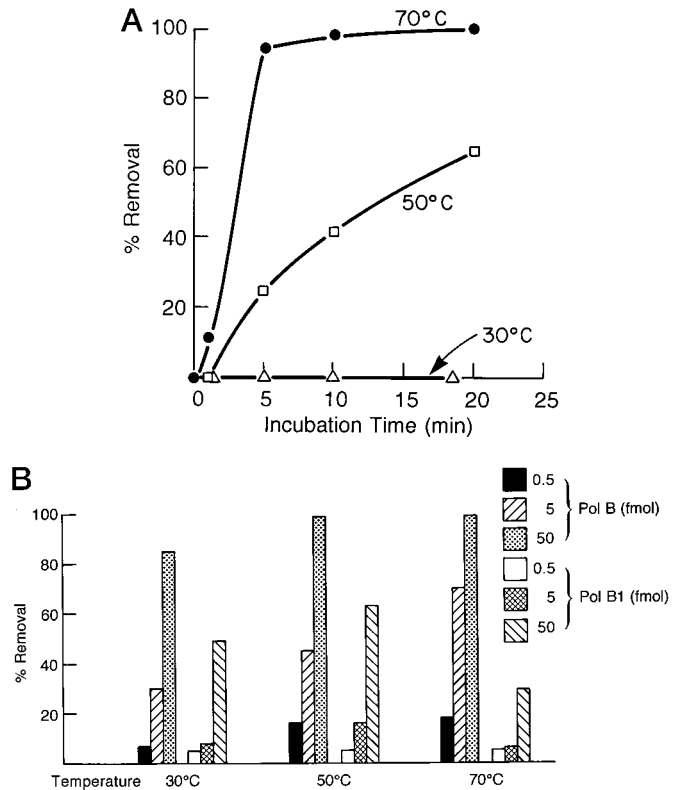 A
100
80
60
40
20
% Removal
70°C
50°C
30°C
0 5 10 15 20 25
Incubation Time (min)
B
100
80
60
40
20
% Removal
Temperature 30°C 50°C 70°C
0.5
5 Pol B (fmol)
50
0.5
5 Pol B1 (fmol)
50